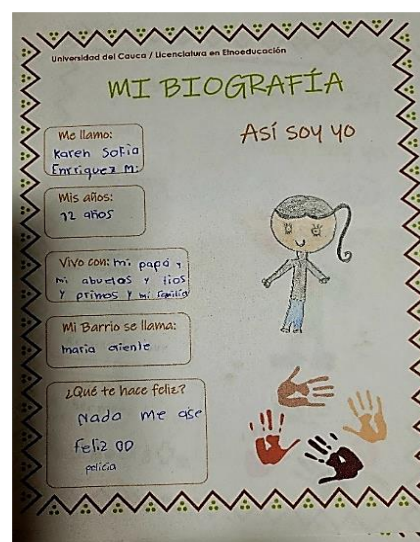 Universidad del Cauca / Licenciatura en Etnoeducación
MI BIOGRAFÍA
Así soy yo
Me llamo:
Karen Sofia
Enrriquez M:
Mis años:
12 años
Vivo con: mi papá y
mi abuelos y tios
y primos y mi familia
Mi Barrio se llama:
maria oriente
¿Qué te hace feliz?
Nada me ase
feliz